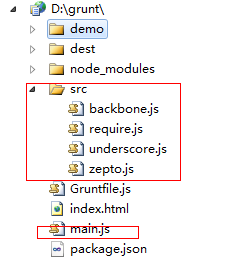 D:\grunt\
demo
dest
node_modules
src
backbone.js
require.js
underscore.js
zepto.js
Gruntfile.js
index.html
main.js
package.json